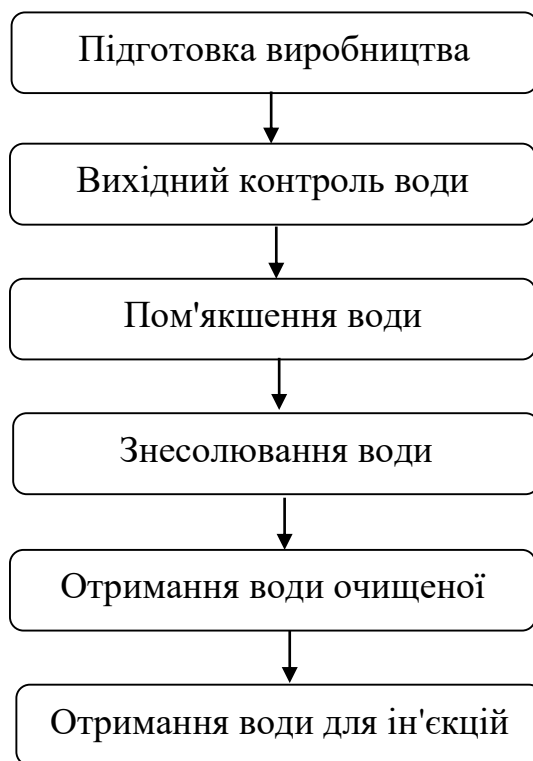 Підготовка виробництва
Вихідний контроль води
Пом'якшення води
Знесолювання води
Отримання води очищеної
Отримання води для ін'єкцій